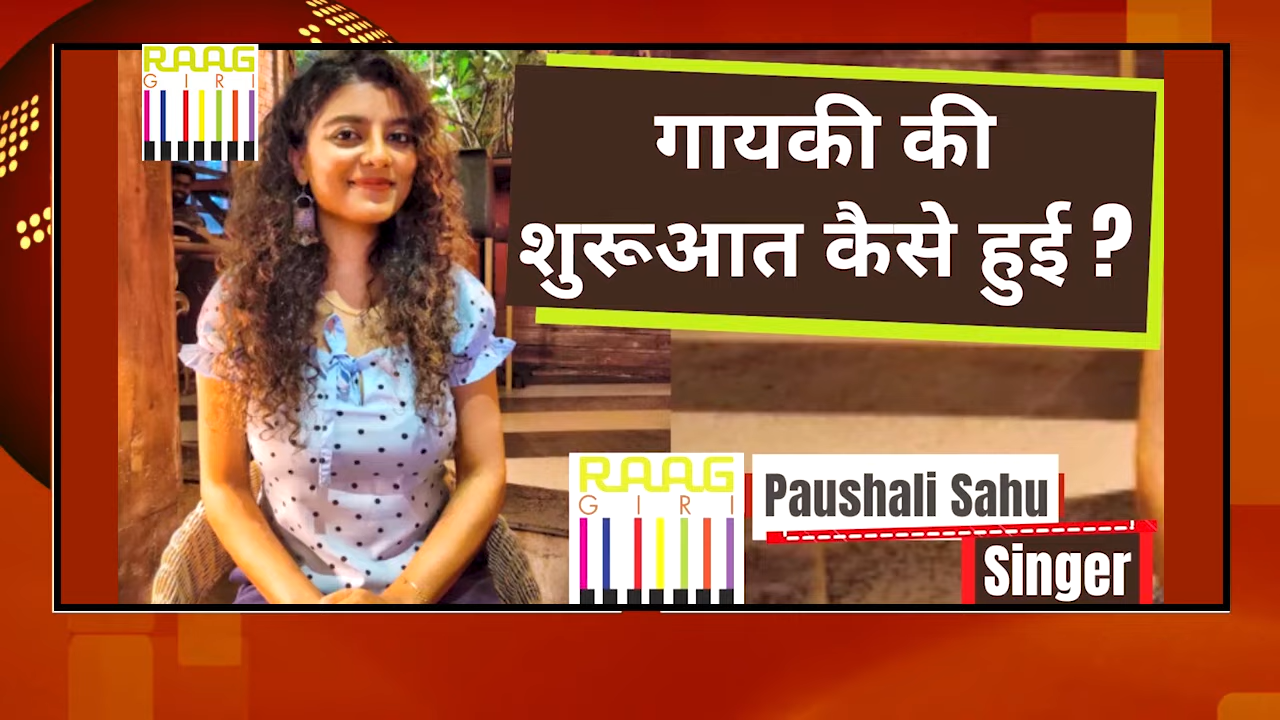 RAAG
GIRI
गायकी की
शुरूआत कैसे हुई ?
RAAG
GIRI
Paushali Sahu
Singer